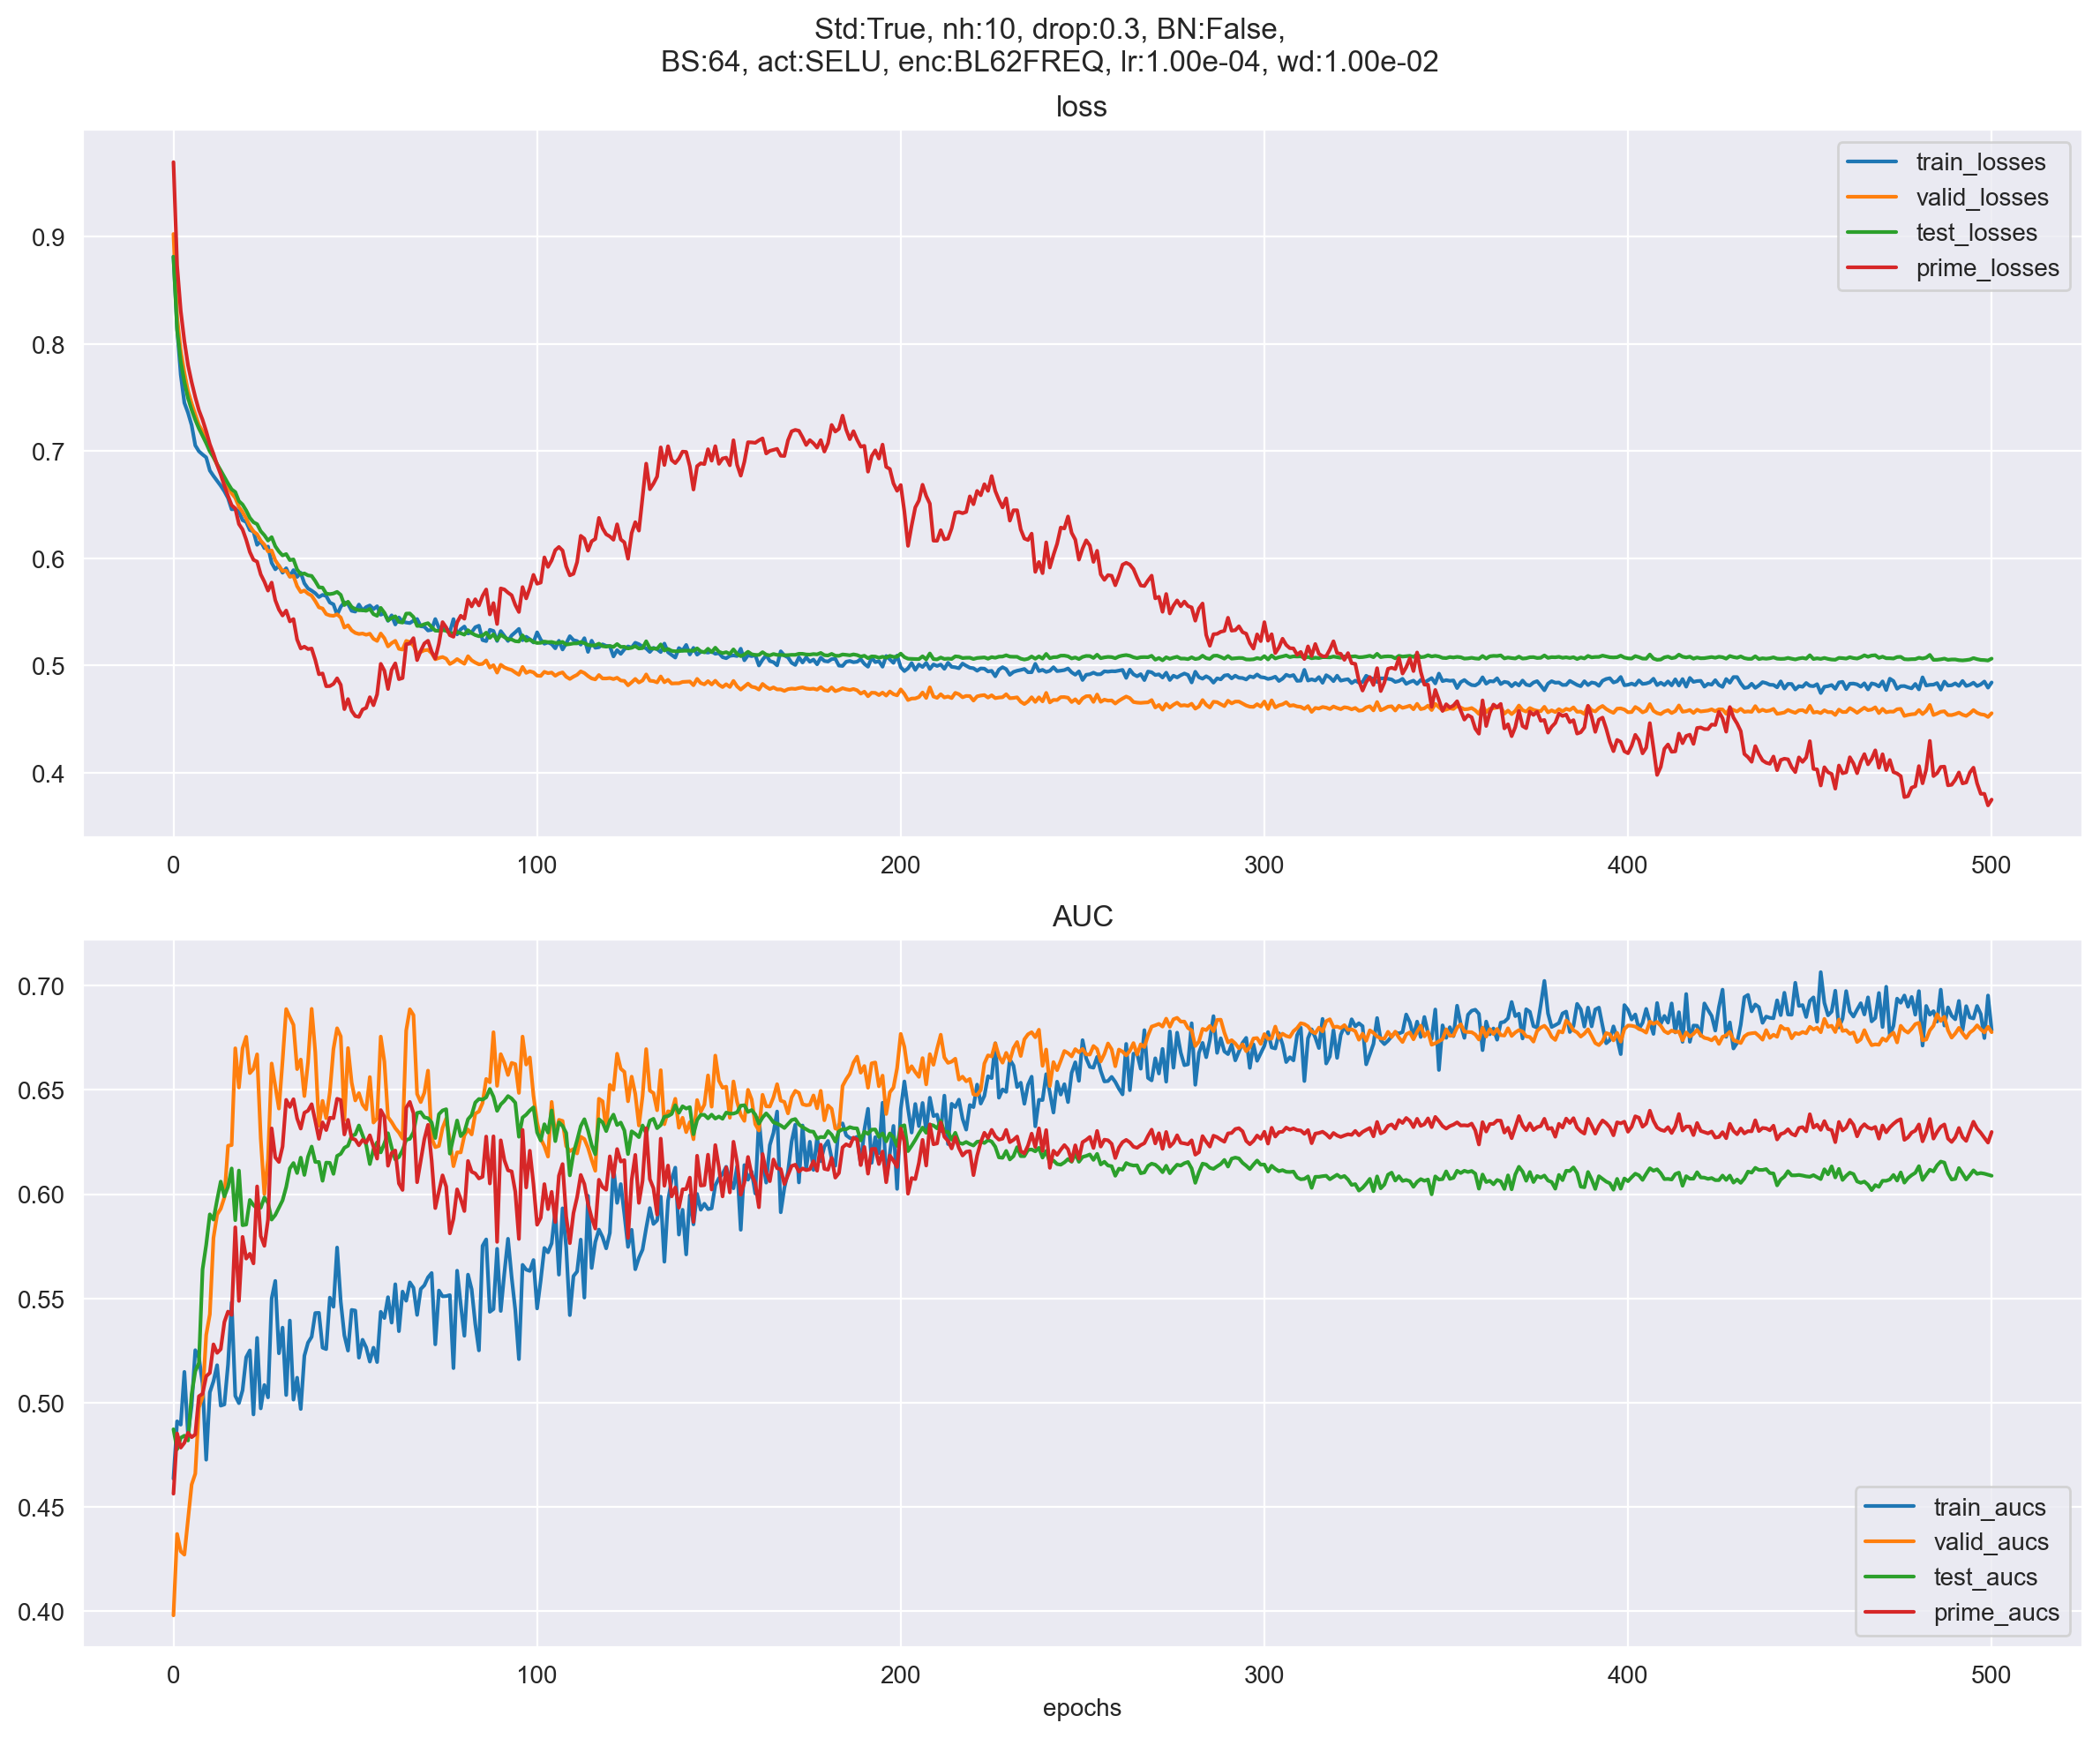 Std:True, nh:10, drop:0.3, BN:False,
BS:64, act:SELU, enc:BL62FREQ, lr:1.00e-04, wd:1.00e-02
loss
train_losses
valid_losses
test_losses
prime_losses
0.9
0.8
0.7
0.6
0.5
0.4
0 100 200 300 400 500
AUC
0.70
0.65
0.60
0.55
0.50
0.45
0.40
train_aucs
valid_aucs
test_aucs
prime_aucs
0 100 200 300 400 500
epochs